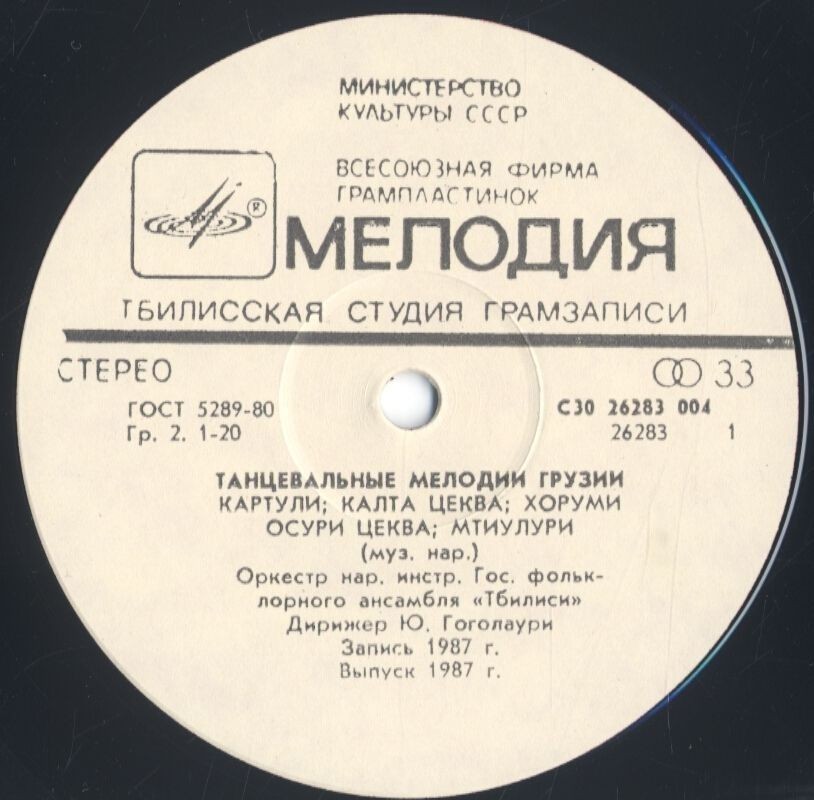 МИНИСТЕРСТВО
КУЛЬТУРЫ СССР
ВСЕСОЮЗНАЯ ФИРМА
ГРАМПЛАСТИНОК
®
МЕЛОДИЯ
ТБИЛИССКАЯ СТУДИЯ ГРАМЗАПИСИ
СТЕРЕО 33
ГОСТ 5289-80 С30 26283 004
Гр. 2. 1-20 26283 1
ТАНЦЕВАЛЬНЫЕ МЕЛОДИИ ГРУЗИИ
КАРТУЛИ; КАЛТА ЦЕКВА; ХОРУМИ
ОСУРИ ЦЕКВА; МТИУЛУРИ
(муз. нар.)
Оркестр нар. инстр. Гос. фольк-
лорного ансамбля «Тбилиси»
Дирижер Ю. Гоголаури
Запись 1987 г.
Выпуск 1987 г.